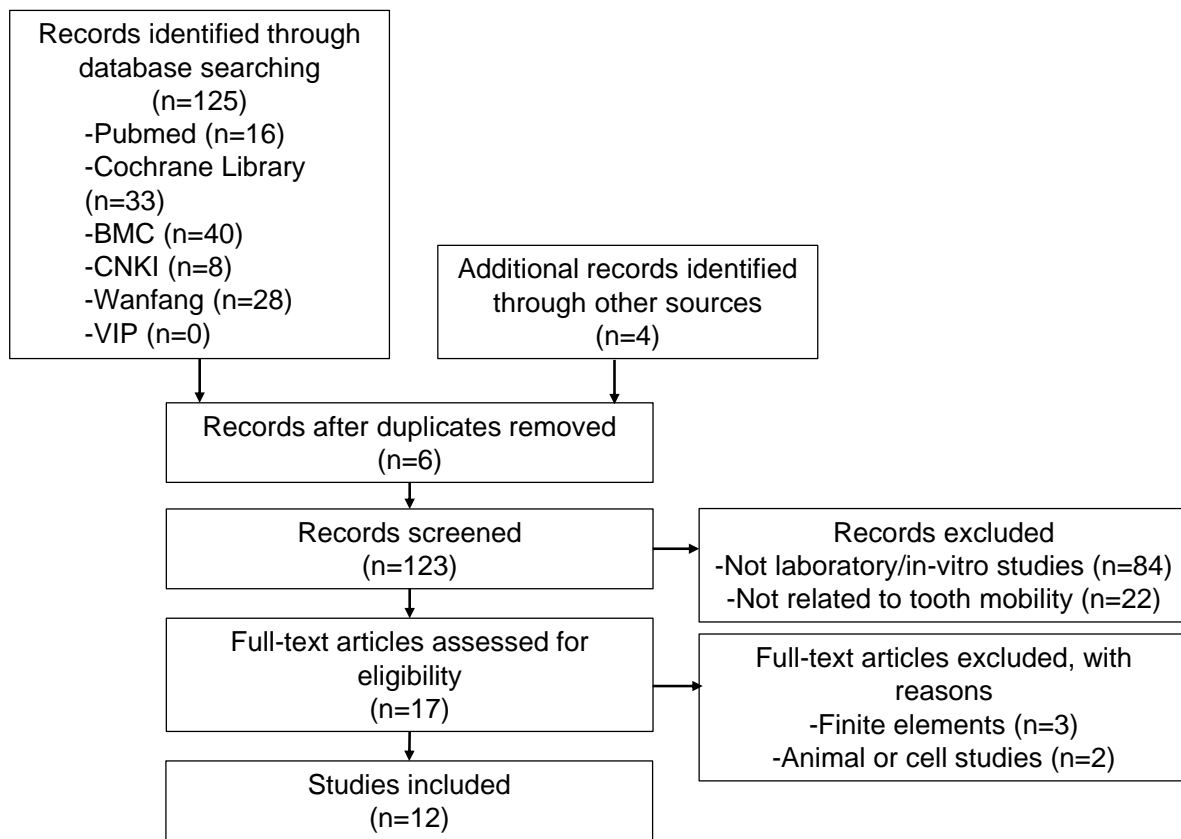 Records identified through
database searching
(n=125)
-Pubmed (n=16)
-Cochrane Library
(n=33)
-BMC (n=40)
-CNKI (n=8)
-Wanfang (n=28)
-VIP (n=0)
Additional records identified
through other sources
(n=4)
Records after duplicates removed
(n=6)
Records screened
(n=123)
Records excluded
-Not laboratory/in-vitro studies (n=84)
-Not related to tooth mobility (n=22)
Full-text articles assessed for
eligibility
(n=17)
Full-text articles excluded, with
reasons
-Finite elements (n=3)
-Animal or cell studies (n=2)
Studies included
(n=12)